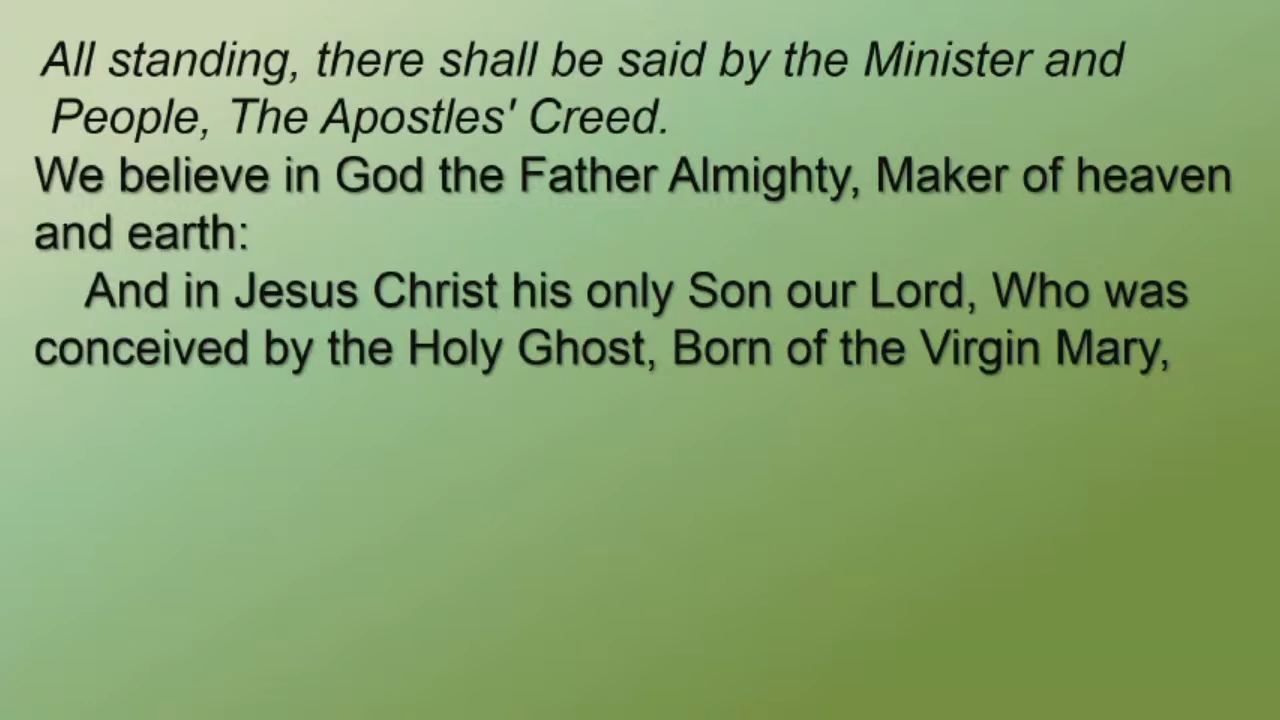 All standing, there shall be said by the Minister and
People, The Apostles' Creed.
We believe in God the Father Almighty, Maker of heaven
and earth:
And in Jesus Christ his only Son our Lord, Who was
conceived by the Holy Ghost, Born of the Virgin Mary,